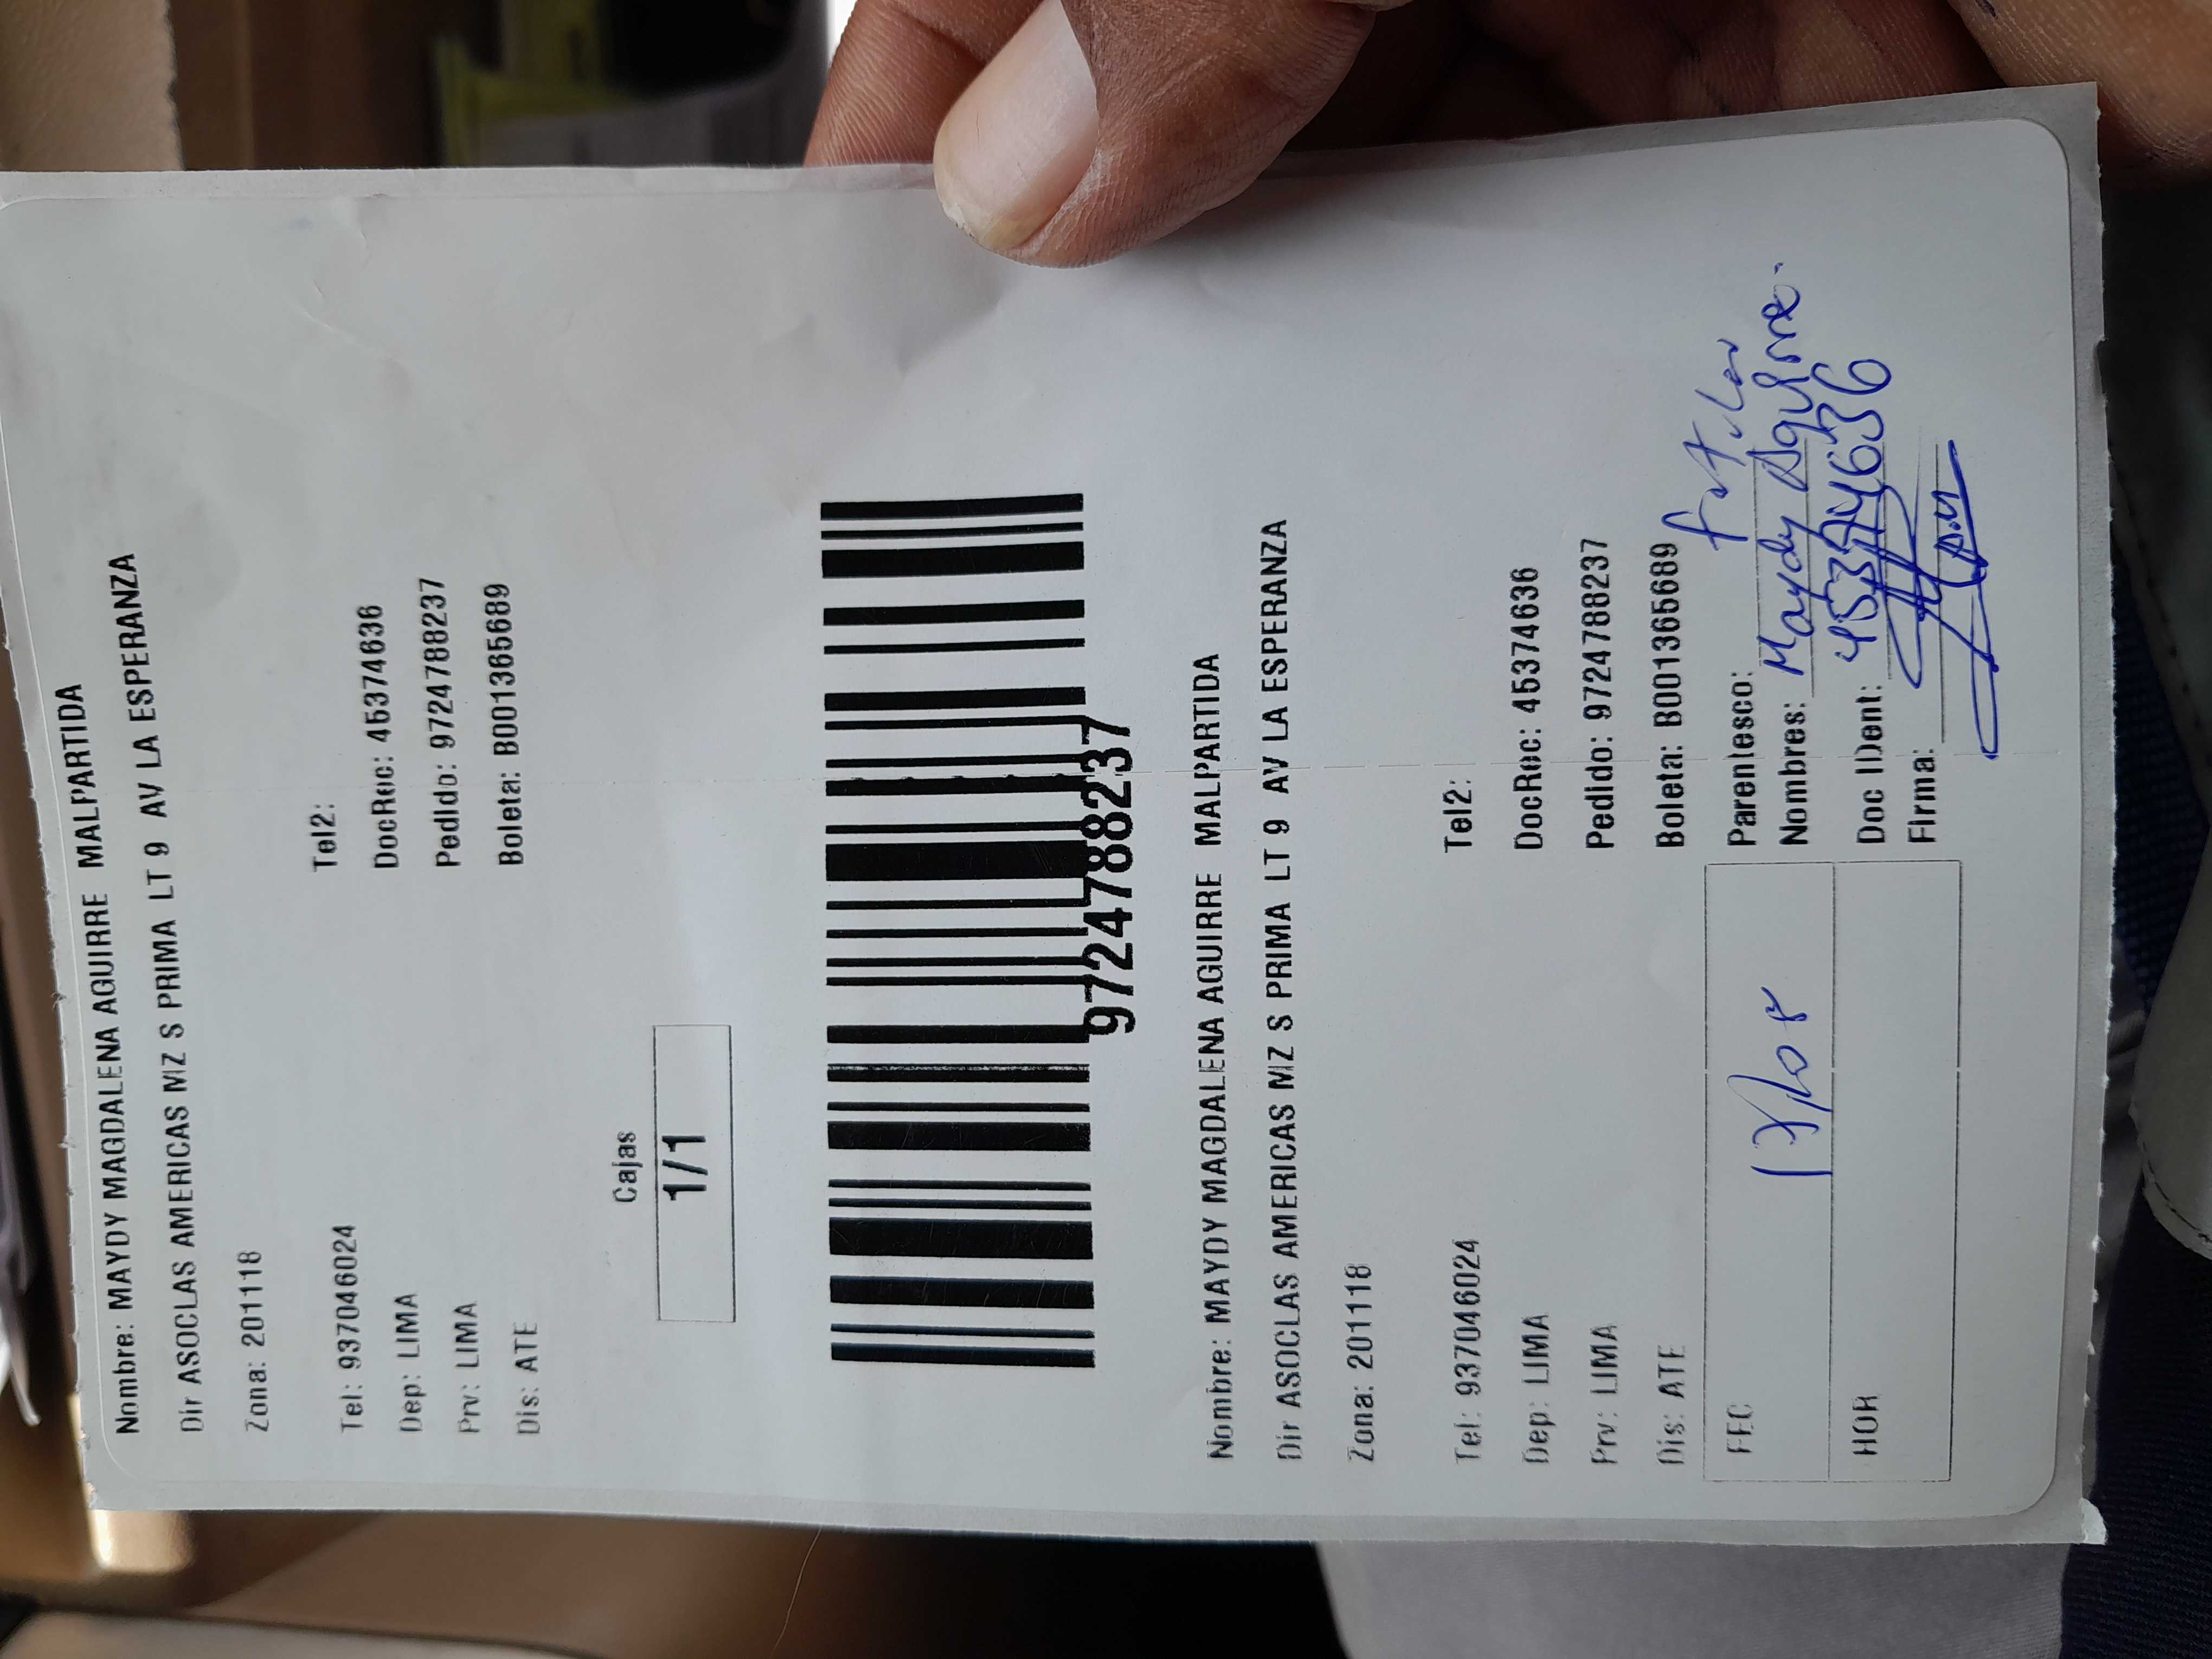 Nombre: MAYDY MAGDALENA AGUIRRE MALPARTIDA
Dir ASOCLAS AMERICAS MZ S PRIMA LT 9 AV LA ESPERANZA
Zona: 201118
Tel: 937046024 Tel2:
Dep: LIMA DocRec: 45374636
Prv: LIMA Pedido: 972478823​7
Dis: ATE Boleta: B001365689
Cajas
1/1
9724788237
Nombre: MAYDY MAGDALENA AGUIRRE MALPARTIDA
Dir ASOCLAS AMERICAS MZ S PRIMA LT 9 AV LA ESPERANZA
Zona: 201118
Tel: 937046024 Tel2:
Dep: LIMA DocRec: 45374636
Prv: LIMA Pedido: 9724788237
Dis: ATE Boleta: B001365689
FEC Parentesco:
Nombres: Maydy Aguirre.
HOR Doc IDent: 45374636
Firma: